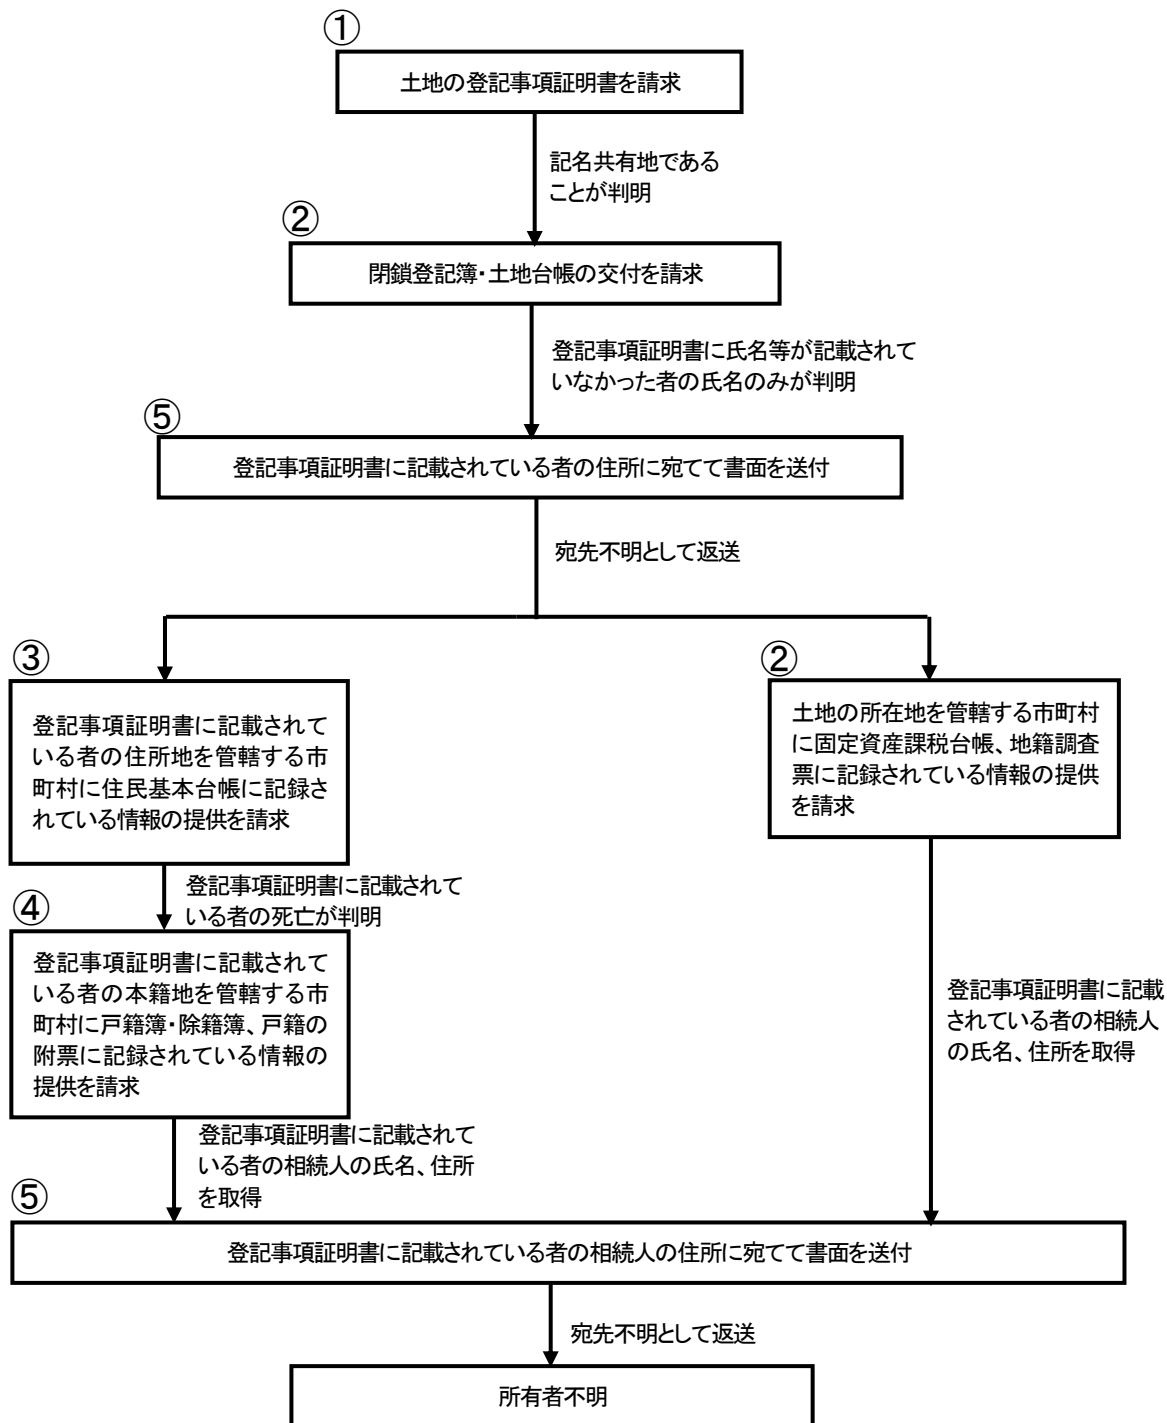 ①
土地の登記事項証明書を請求
記名共有地である
ことが判明
②
閉鎖登記簿・土地台帳の交付を請求
登記事項証明書に氏名等が記載されて
いなかった者の氏名のみが判明
⑤
登記事項証明書に記載されている者の住所に宛てて書面を送付
宛先不明として返送
③
登記事項証明書に記載されて
いる者の住所地を管轄する市
町村に住民基本台帳に記録さ
れている情報の提供を請求
登記事項証明書に記載されて
いる者の死亡が判明
④
登記事項証明書に記載されて
いる者の本籍地を管轄する市
町村に戸籍簿・除籍簿、戸籍の
附票に記録されている情報の
提供を請求
登記事項証明書に記載されて
いる者の相続人の氏名、住所
を取得
②
土地の所在地を管轄する市町村
に固定資産課税台帳、地籍調査
票に記録されている情報の提供
を請求
登記事項証明書に記載
されている者の相続人
の氏名、住所を取得
⑤
登記事項証明書に記載されている者の相続人の住所に宛てて書面を送付
宛先不明として返送
所有者不明